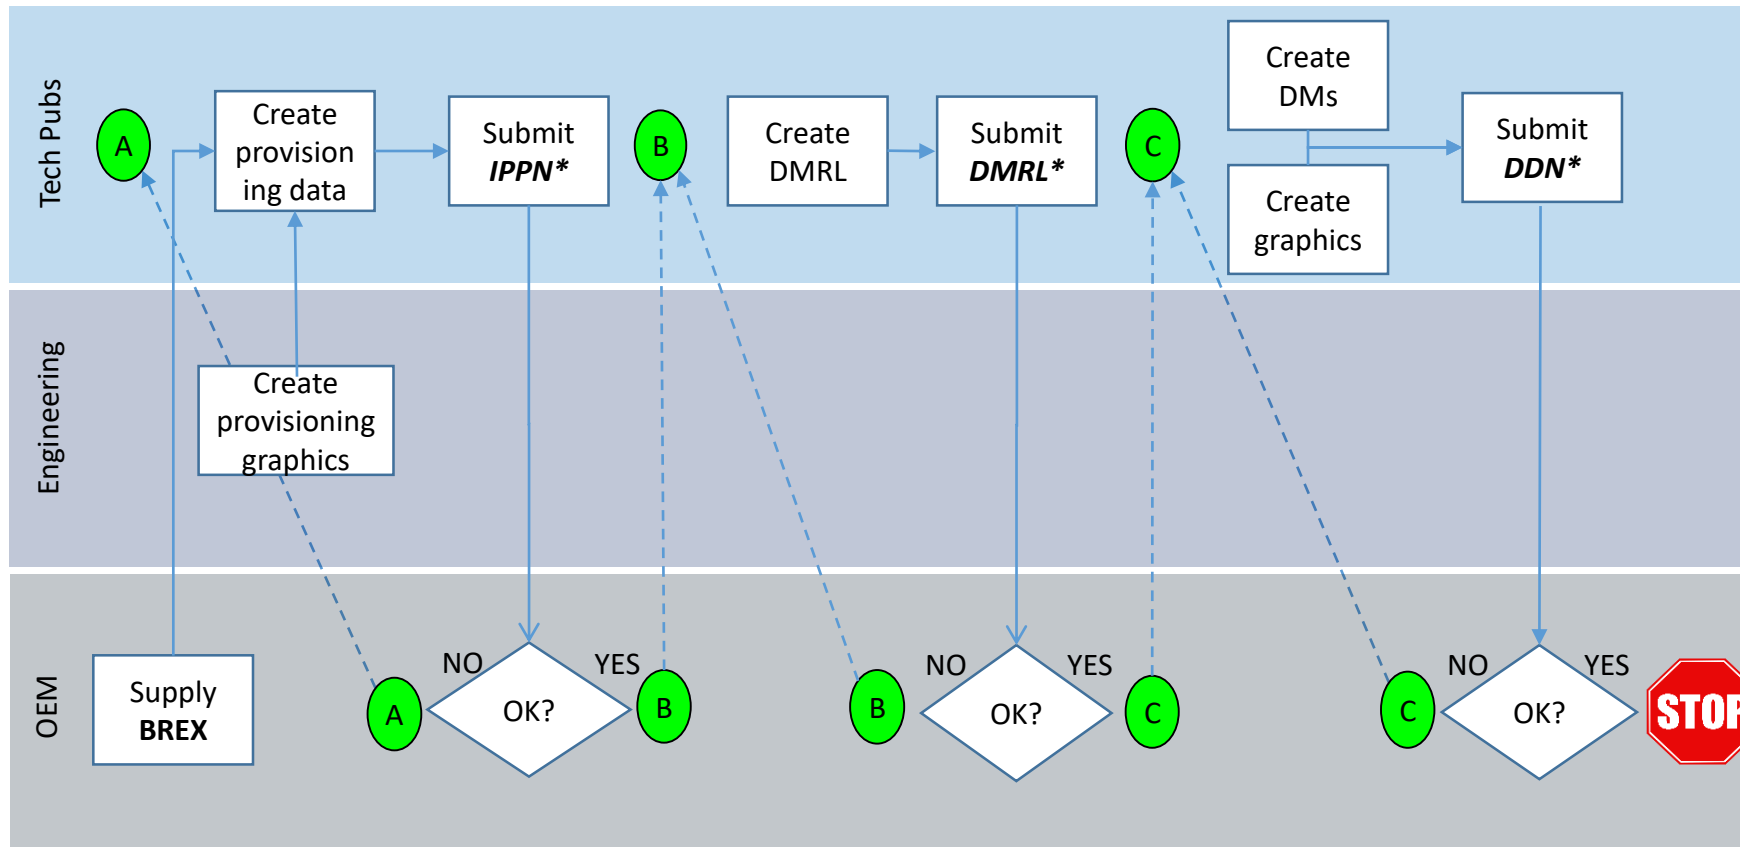 Tech Pubs
A
Create
provision
ing data
Submit
IPPN*
B
Create
DMRL
Submit
DMRL*
C
Create
DMs
Create
graphics
Submit
DDN*
Engineering
Create
provisioning
graphics
OEM
Supply
BREX
A
NO
OK?
YES
B
B
NO
OK?
YES
C
C
NO
OK?
YES
STOP